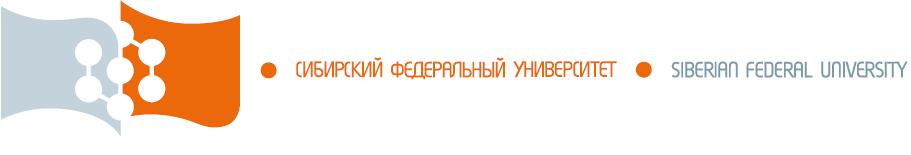 ● СИБИРСКИЙ ФЕДЕРАЛЬНЫЙ УНИВЕРСИТЕТ ● SIBERIAN FEDERAL UNIVERSITY